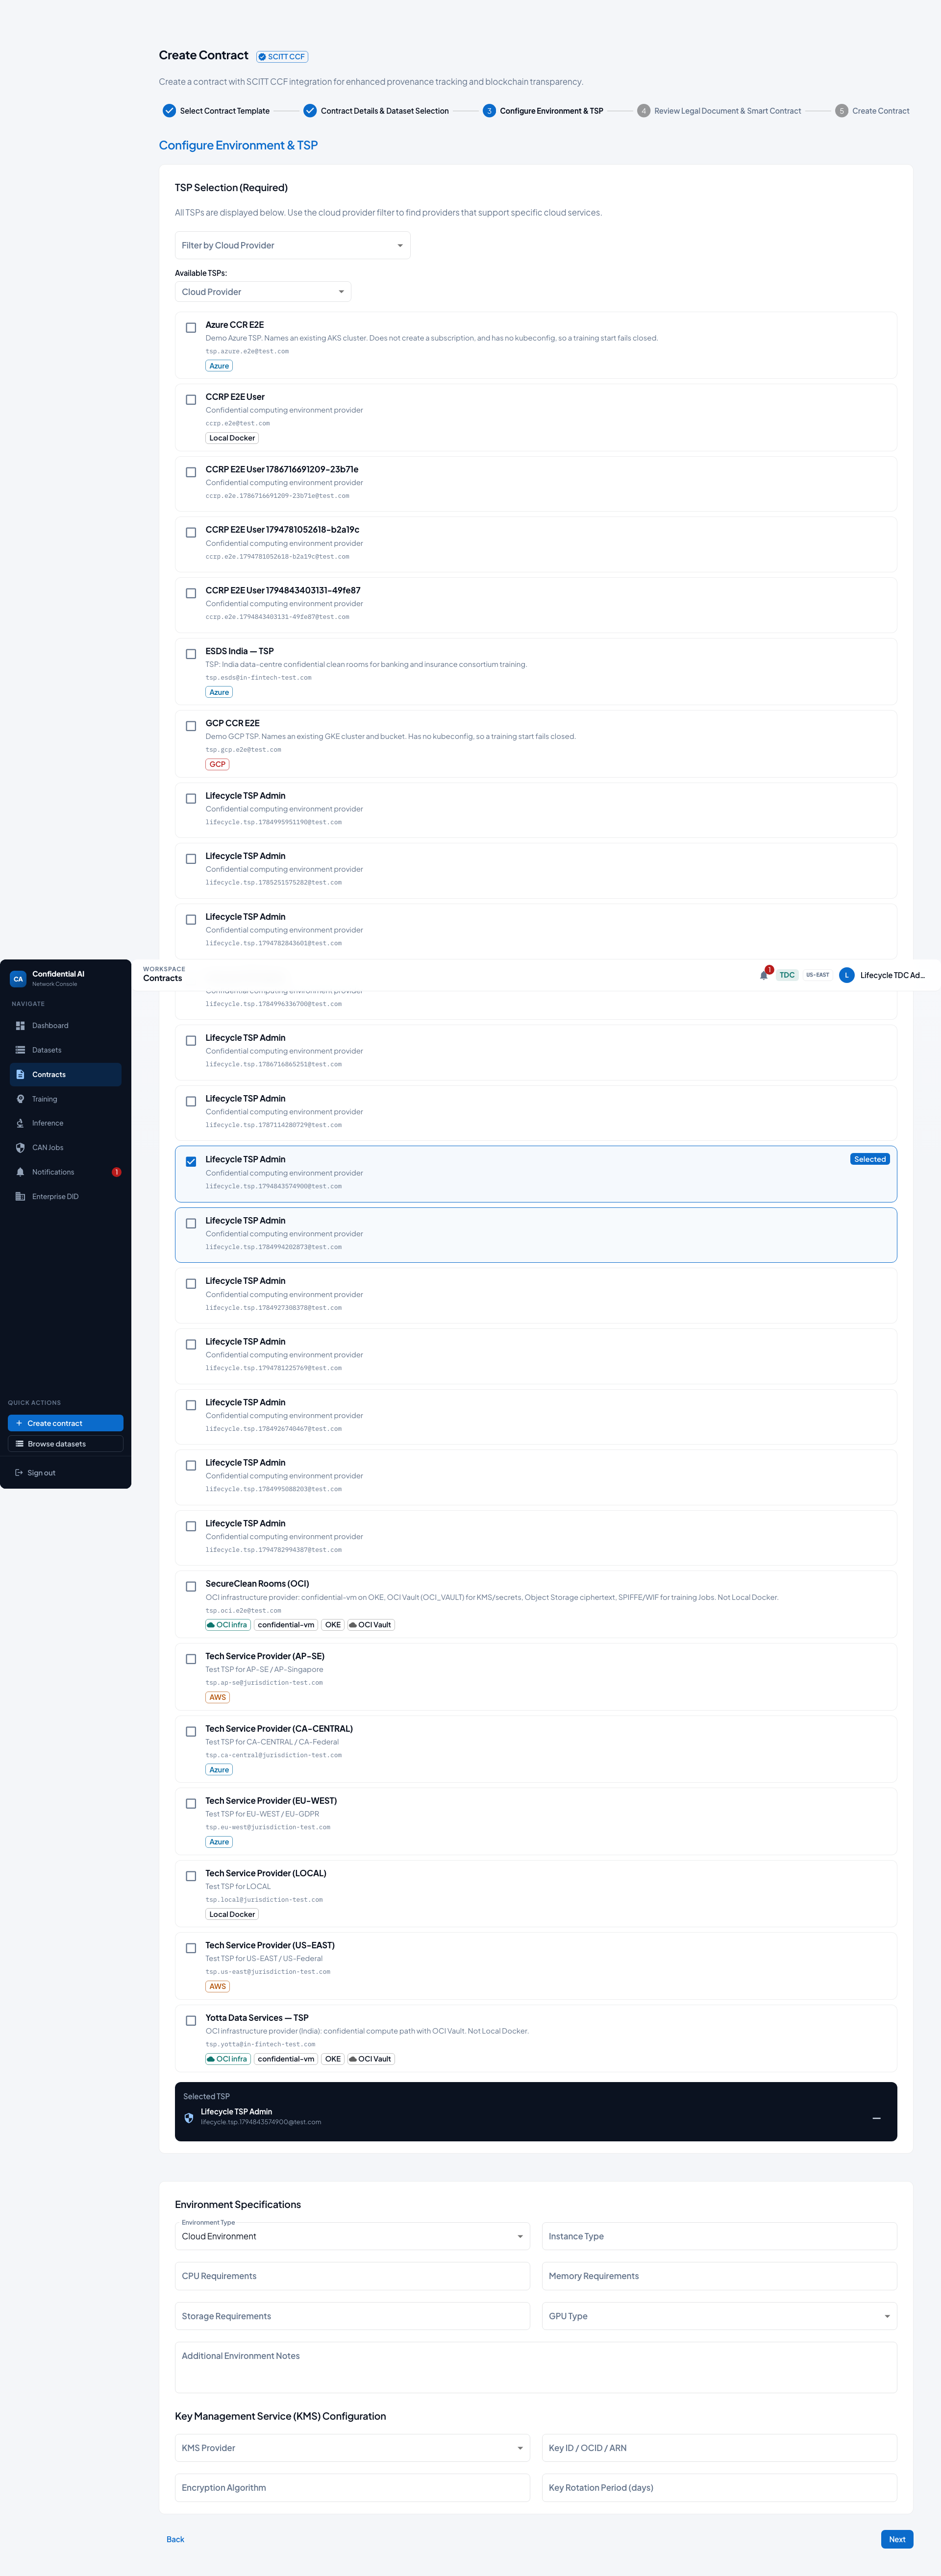 Create Contract
SCITT CCF
Create a contract with SCITT CCF integration for enhanced provenance tracking and blockchain transparency.
Select Contract Template
Contract Details & Dataset Selection
3 Configure Environment & TSP
4 Review Legal Document & Smart Contract
5 Create Contract
Configure Environment & TSP
TSP Selection (Required)
All TSPs are displayed below. Use the cloud provider filter to find providers that support specific cloud services.
Filter by Cloud Provider
Available TSPs:
Cloud Provider
Azure CCR E2E
Demo Azure TSP. Names an existing AKS cluster. Does not create a subscription, and has no kubeconfig, so a training start fails closed.
tsp.azure.e2e@test.com
Azure
CCRP E2E User
Confidential computing environment provider
ccrp.e2e@test.com
Local Docker
CCRP E2E User 1786716691209-23b71e
Confidential computing environment provider
ccrp.e2e.1786716691209-23b71e@test.com
CCRP E2E User 1794781052618-b2a19c
Confidential computing environment provider
ccrp.e2e.1794781052618-b2a19c@test.com
CCRP E2E User 1794843403131-49fe87
Confidential computing environment provider
ccrp.e2e.1794843403131-49fe87@test.com
ESDS India — TSP
TSP: India data-centre confidential clean rooms for banking and insurance consortium training.
tsp.esds@in-fintech-test.com
Azure
GCP CCR E2E
Demo GCP TSP. Names an existing GKE cluster and bucket. Has no kubeconfig, so a training start fails closed.
tsp.gcp.e2e@test.com
GCP
Lifecycle TSP Admin
Confidential computing environment provider
lifecycle.tsp.1784995951190@test.com
Lifecycle TSP Admin
Confidential computing environment provider
lifecycle.tsp.1785251575282@test.com
Lifecycle TSP Admin
Confidential computing environment provider
lifecycle.tsp.1794782843601@test.com
CA
Confidential AI
Network Console
NAVIGATE
Dashboard
Datasets
Contracts
Training
Inference
CAN Jobs
Notifications 1
Enterprise DID
QUICK ACTIONS
Create contract
Browse datasets
Sign out
WORKSPACE
Contracts
1
TDC
US-EAST
L
Lifecycle TDC Ad...
Confidential computing environment provider
lifecycle.tsp.1784996336700@test.com
Lifecycle TSP Admin
Confidential computing environment provider
lifecycle.tsp.1786716865251@test.com
Lifecycle TSP Admin
Confidential computing environment provider
lifecycle.tsp.1787114280729@test.com
Lifecycle TSP Admin
Selected
Confidential computing environment provider
lifecycle.tsp.1794843574900@test.com
Lifecycle TSP Admin
Confidential computing environment provider
lifecycle.tsp.1784994202873@test.com
Lifecycle TSP Admin
Confidential computing environment provider
lifecycle.tsp.1784927308378@test.com
Lifecycle TSP Admin
Confidential computing environment provider
lifecycle.tsp.1794781225769@test.com
Lifecycle TSP Admin
Confidential computing environment provider
lifecycle.tsp.1784926740467@test.com
Lifecycle TSP Admin
Confidential computing environment provider
lifecycle.tsp.1784995088203@test.com
Lifecycle TSP Admin
Confidential computing environment provider
lifecycle.tsp.1794782994387@test.com
SecureClean Rooms (OCI)
OCI infrastructure provider: confidential-vm on OKE, OCI Vault (OCI_VAULT) for KMS/secrets, Object Storage ciphertext, SPIFFE/WIF for training Jobs. Not Local Docker.
tsp.oci.e2e@test.com
OCI infra confidential-vm OKE OCI Vault
Tech Service Provider (AP-SE)
Test TSP for AP-SE / AP-Singapore
tsp.ap-se@jurisdiction-test.com
AWS
Tech Service Provider (CA-CENTRAL)
Test TSP for CA-CENTRAL / CA-Federal
tsp.ca-central@jurisdiction-test.com
Azure
Tech Service Provider (EU-WEST)
Test TSP for EU-WEST / EU-GDPR
tsp.eu-west@jurisdiction-test.com
Azure
Tech Service Provider (LOCAL)
Test TSP for LOCAL
tsp.local@jurisdiction-test.com
Local Docker
Tech Service Provider (US-EAST)
Test TSP for US-EAST / US-Federal
tsp.us-east@jurisdiction-test.com
AWS
Yotta Data Services — TSP
OCI infrastructure provider (India): confidential compute path with OCI Vault. Not Local Docker.
tsp.yotta@in-fintech-test.com
OCI infra confidential-vm OKE OCI Vault
Selected TSP
Lifecycle TSP Admin
lifecycle.tsp.1794843574900@test.com
—
Environment Specifications
Environment Type
Cloud Environment
Instance Type
CPU Requirements
Memory Requirements
Storage Requirements
GPU Type
Additional Environment Notes
Key Management Service (KMS) Configuration
KMS Provider
Key ID / OCID / ARN
Encryption Algorithm
Key Rotation Period (days)
Back
Next